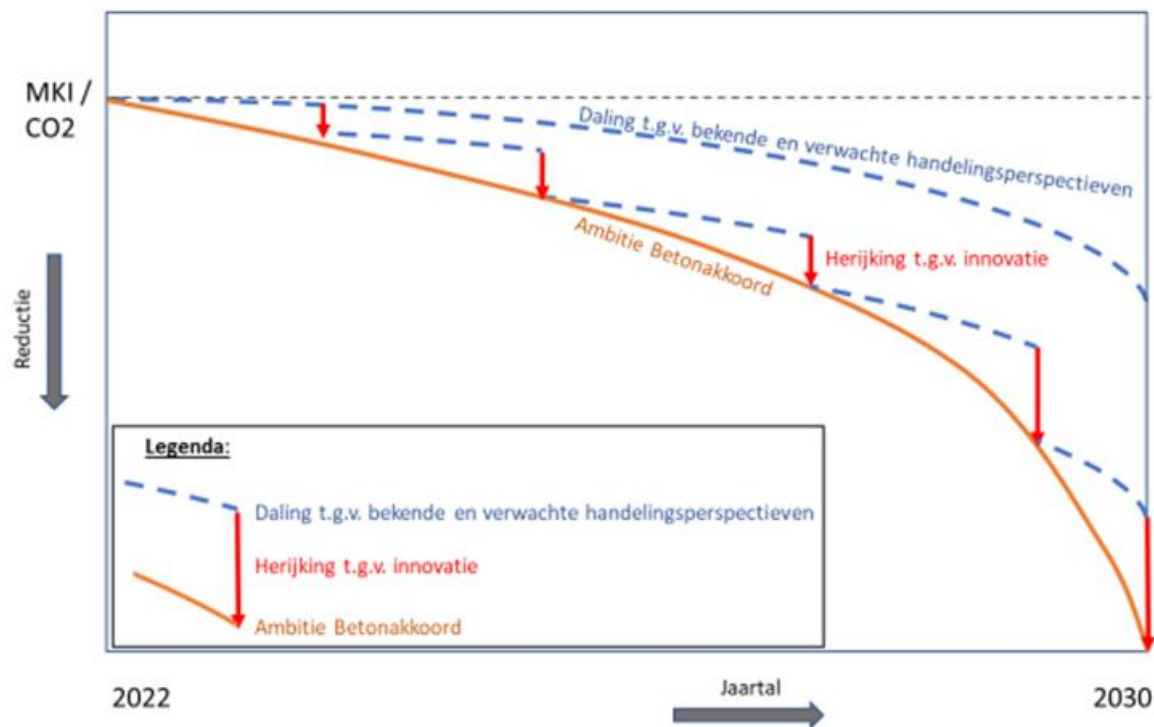 MKI /
CO2
Daling t.g.v. bekende en verwachte handelingsperspectieven
Ambitie Betonakkoord
Herijking t.g.v. innovatie
Reductie
Legenda:
Daling t.g.v. bekende en verwachte handelingsperspectieven
Herijking t.g.v. innovatie
Ambitie Betonakkoord
2022
Jaartal
2030